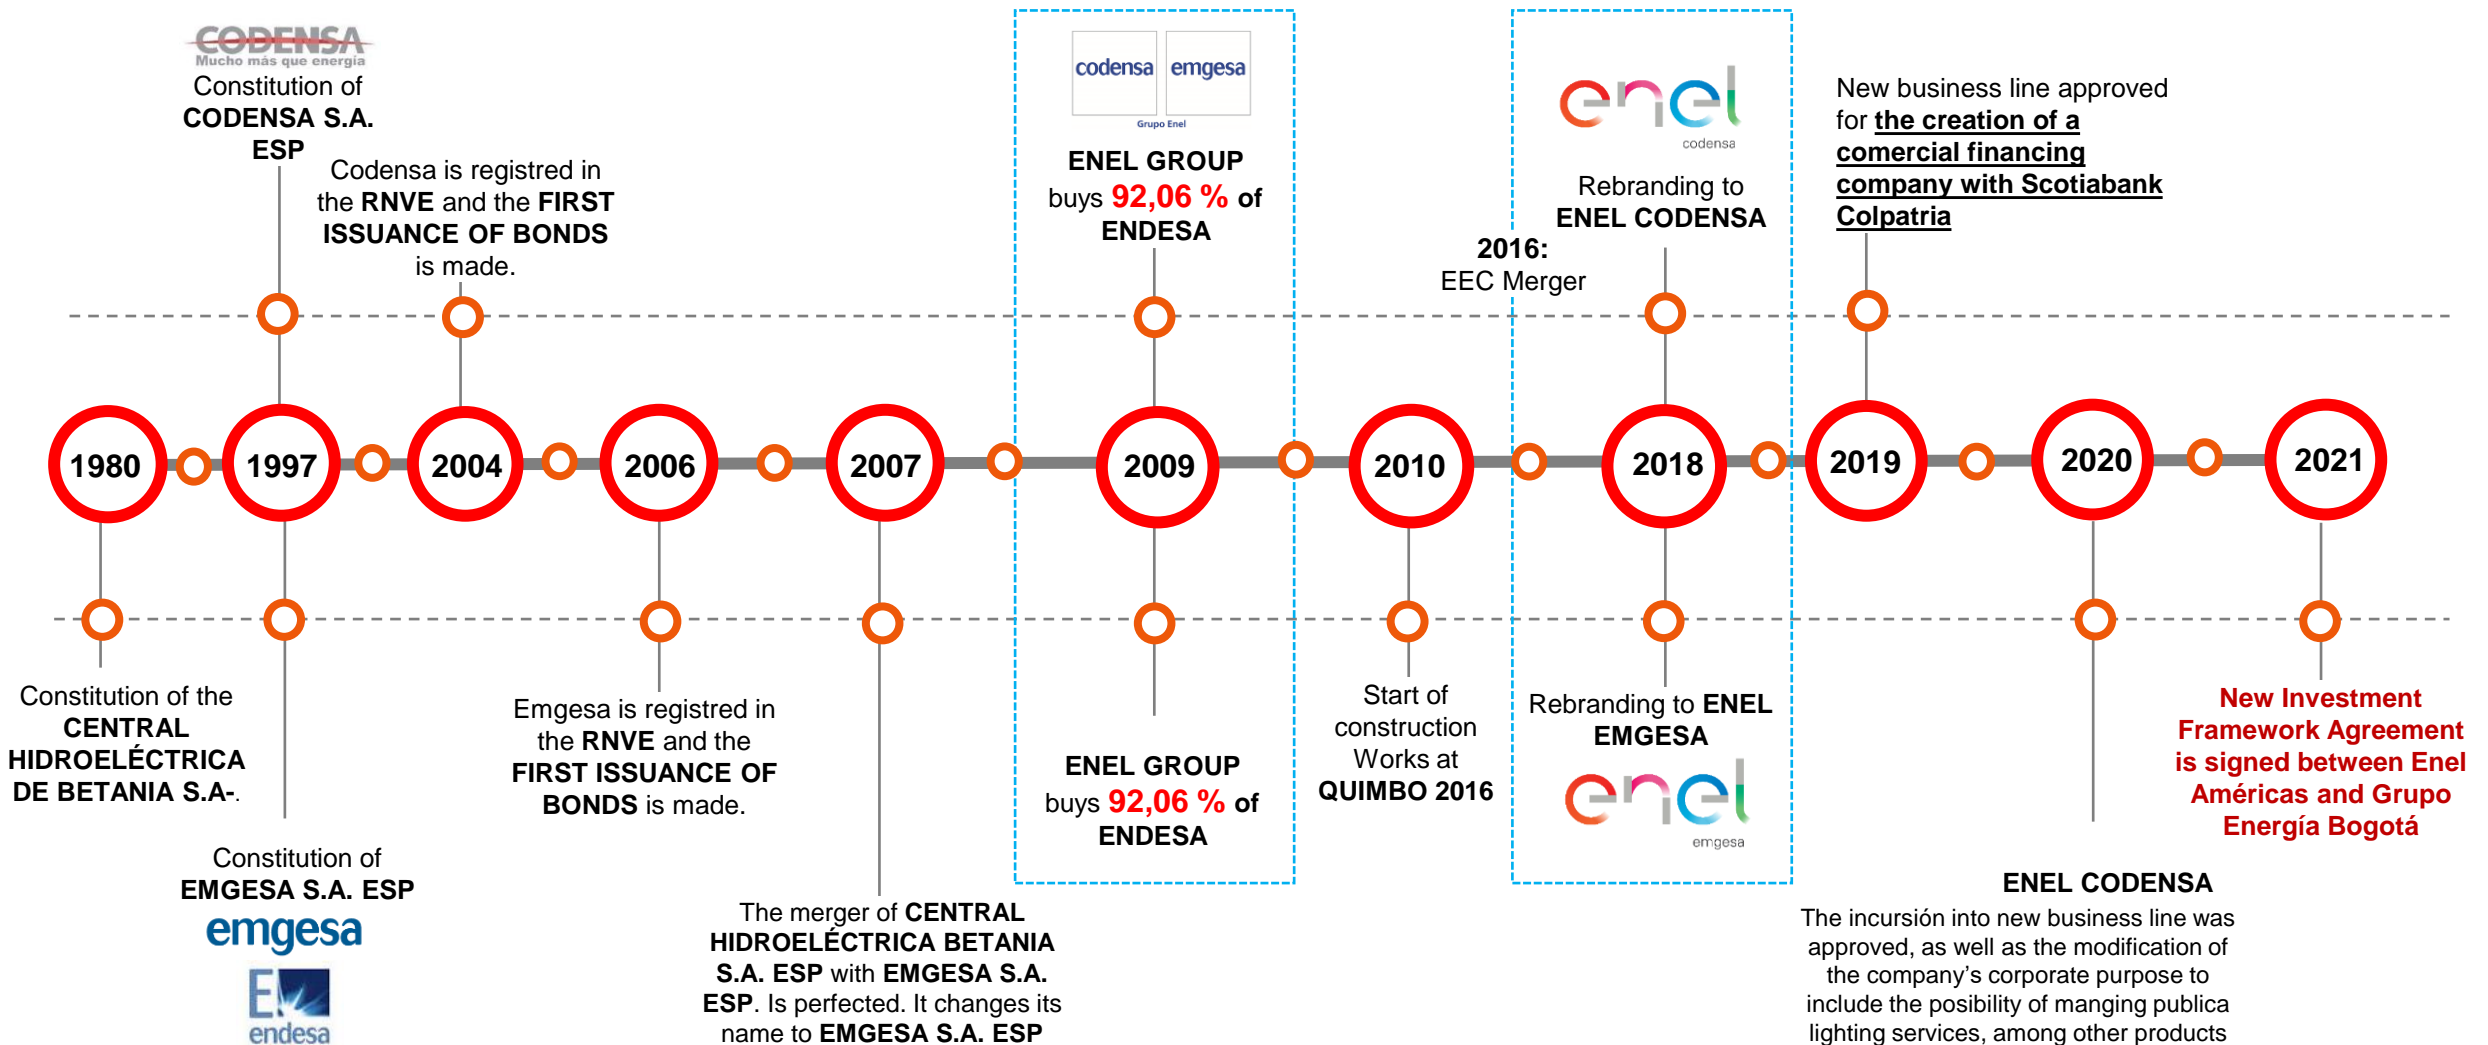 CODENSA
Mucho más que energía
Constitution of
CODENSA S.A.
ESP
Codensa is registred in
the RNVE and the FIRST
ISSUANCE OF BONDS
is made.
codensa
emgesa
Grupo Enel
ENEL GROUP
buys 92,06 % of
ENDESA
2016:
EEC Merger
enel
codensa
Rebranding to
ENEL CODENSA
New business line approved
for the creation of a
comercial financing
company with Scotiabank
Colpatria
1980
1997
2004
2006
2007
2009
2010
2018
2019
2020
2021
Constitution of the
CENTRAL
HIDROELÉCTRICA
DE BETANIA S.A-.
Constitution of
EMGESA S.A. ESP
emgesa
E
endesa
Emgesa is registred in
the RNVE and the
FIRST ISSUANCE OF
BONDS is made.
The merger of CENTRAL
HIDROELÉCTRICA BETANIA
S.A. ESP with EMGESA S.A.
ESP. Is perfected. It changes its
name to EMGESA S.A. ESP
ENEL GROUP
buys 92,06 % of
ENDESA
Start of
construction
Works at
QUIMBO 2016
Rebranding to ENEL
EMGESA
enel
emgesa
ENEL CODENSA
The incursión into new business line was
approved, as well as the modification of
the company's corporate purpose to
include the posibility of manging publica
lighting services, among other products
New Investment
Framework Agreement
is signed between Enel
Américas and Grupo
Energía Bogotá